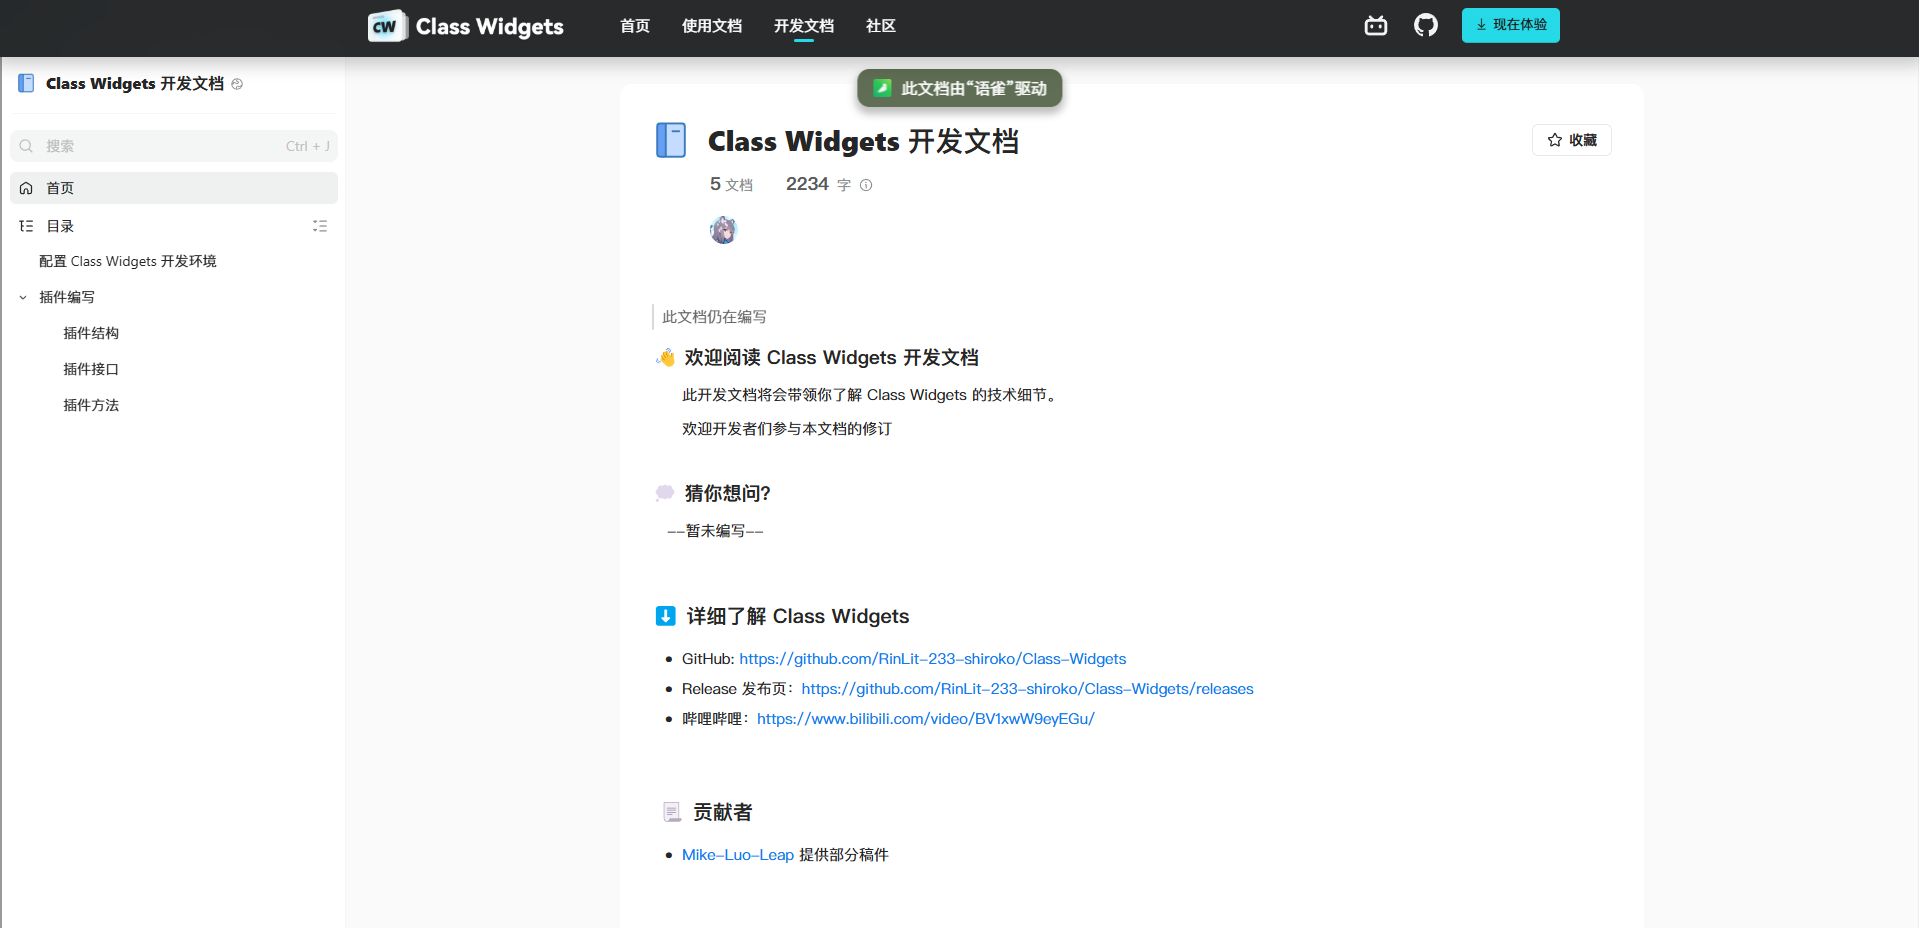 CW Class Widgets 首页 使用文档 开发文档 社区 现在体验
此文档由“语雀”驱动
Class Widgets 开发文档
搜索 Ctrl + J
首页
目录
配置 Class Widgets 开发环境
插件编写
插件结构
插件接口
插件方法
Class Widgets 开发文档
收藏
5 文档 2234 字
此文档仍在编写
欢迎阅读 Class Widgets 开发文档
此开发文档将会带领你了解 Class Widgets 的技术细节。
欢迎开发者们参与本文档的修订
猜你想问?
--暂未编写--
详细了解 Class Widgets
GitHub: https://github.com/RinLit-233-shiroko/Class-Widgets
Release 发布页：https://github.com/RinLit-233-shiroko/Class-Widgets/releases
哔哩哔哩：https://www.bilibili.com/video/BV1xwW9eyEGu/
贡献者
Mike-Luo-Leap 提供部分稿件